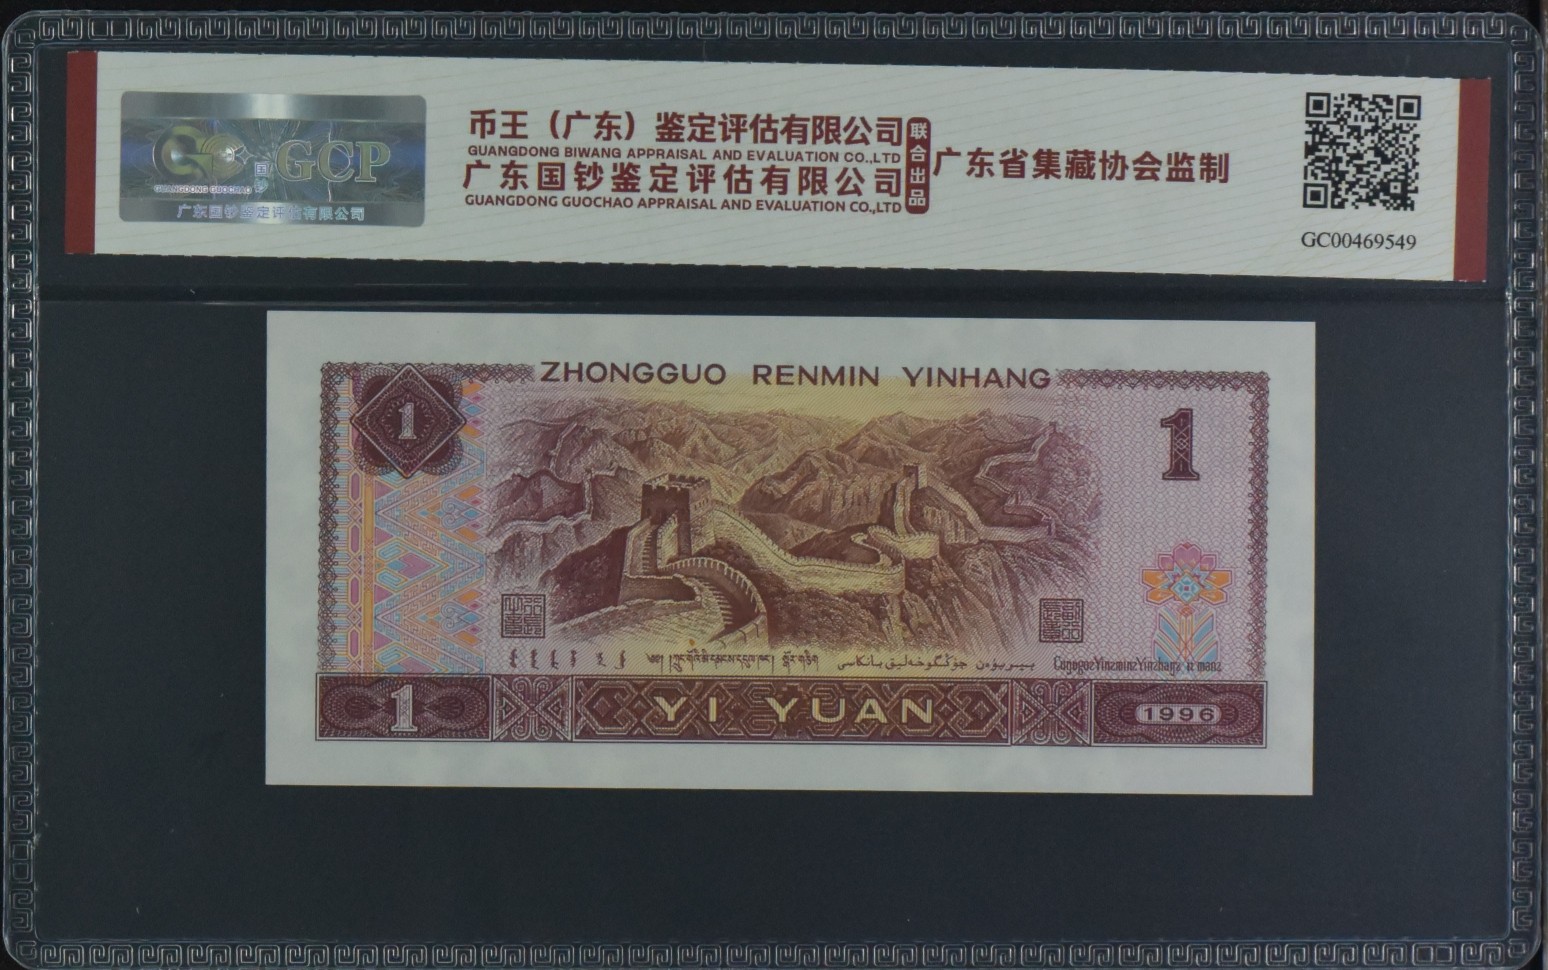 GCP
国钞
GUANGDONG GUOCHAO
广东国钞鉴定评估有限公司
币王（广东）鉴定评估有限公司
GUANGDONG BIWANG APPRAISAL AND EVALUATION CO.,LTD
广东国钞鉴定评估有限公司
GUANGDONG GUOCHAO APPRAISAL AND EVALUATION CO.,LTD
联合出品
广东省集藏协会监制
GC00469549
ZHONGGUO RENMIN YINHANG
1
1
1
YI YUAN
1996